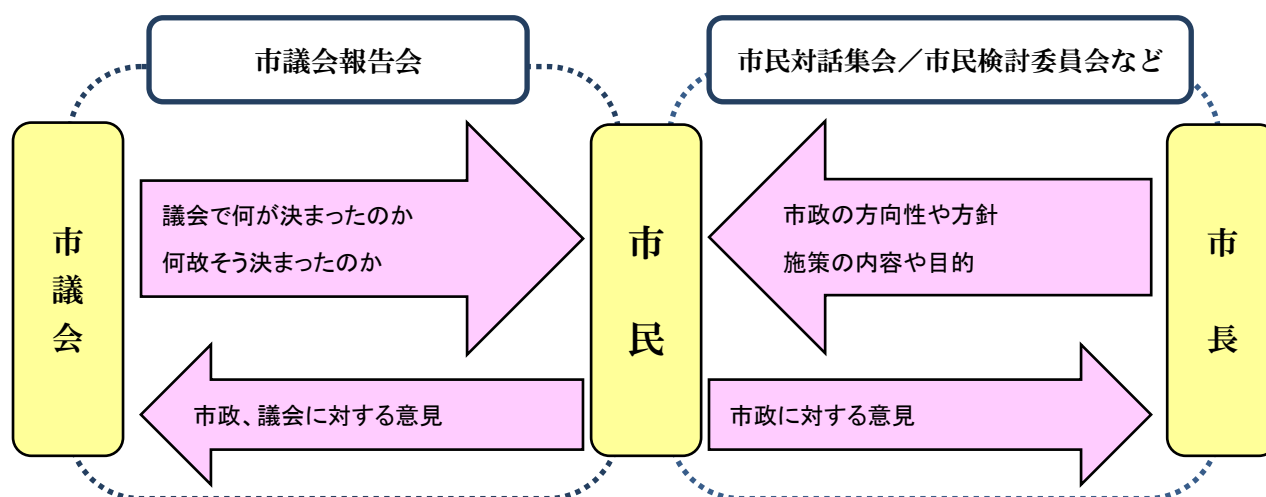 市議会報告会
市民対話集会／市民検討委員会など
市議会
議会で何が決まったのか
何故そう決まったのか
市民
市政の方向性や方針
施策の内容や目的
市長
市政、議会に対する意見
市政に対する意見